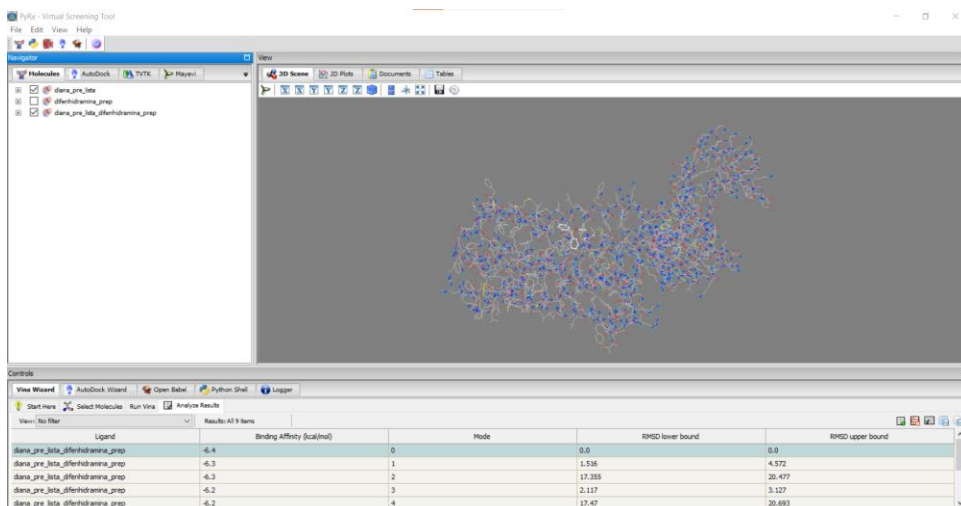 PyRx - Virtual Screening Tool
File Edit View Help
Navigator
View
Molecules AutoDock TVTK Mayavi
3D Scene 2D Plots Documents Tables
diana_pre_lista
difenhidramina_prep
diana_pre_lista_difenhidramina_prep
Controls
Vina Wizard AutoDock Wizard Open Babel Python Shell Logger
Start Here Select Molecules Run Vina Analyze Results
View: No filter Results: All 9 items
Ligand Binding Affinity (kcal/mol) Mode RMSD lower bound RMSD upper bound
diana_pre_lista_difenhidramina_prep -6.4 0 0.0 0.0
diana_pre_lista_difenhidramina_prep -6.3 1 1.516 4.572
diana_pre_lista_difenhidramina_prep -6.3 2 17.355 20.477
diana_pre_lista_difenhidramina_prep -6.2 3 2.117 3.127
diana_pre_lista_difenhidramina_prep -6.2 4 17.47 20.693